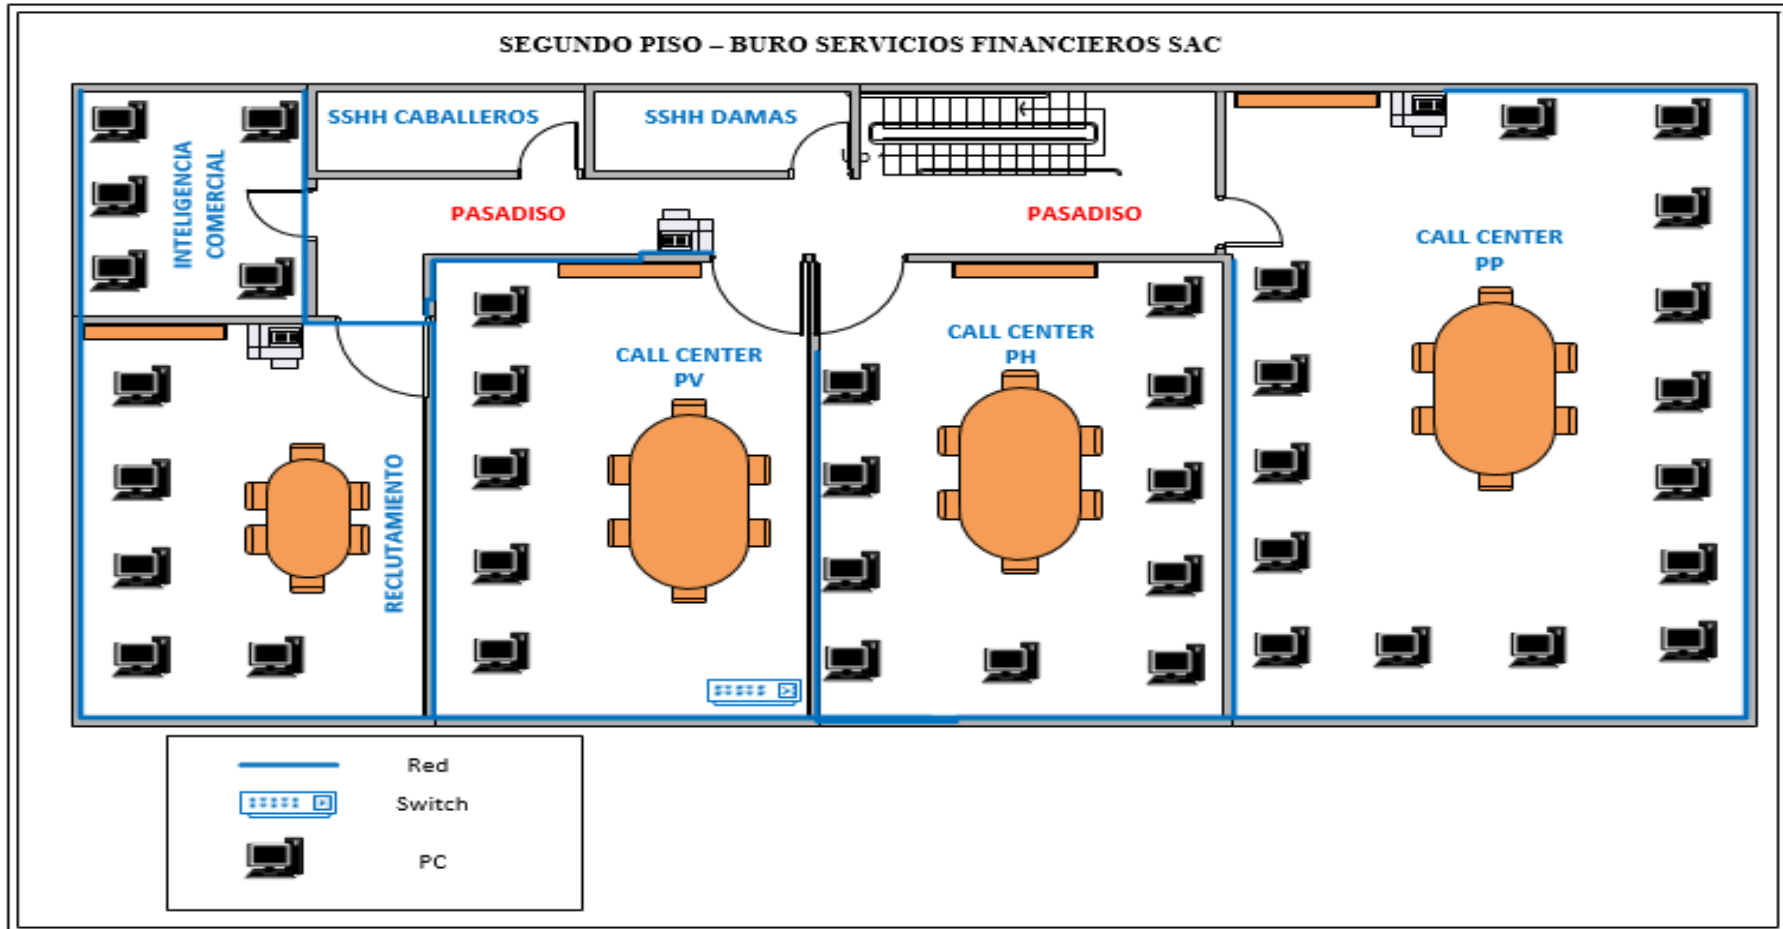 SEGUNDO PISO – BURO SERVICIOS FINANCIEROS SAC
SSHH CABALLEROS
SSHH DAMAS
INTELIGENCIA
COMERCIAL
PASADISO
PASADISO
CALL CENTER
PP
CALL CENTER
PH
CALL CENTER
PV
RECLUTAMIENTO
Red
Switch
PC